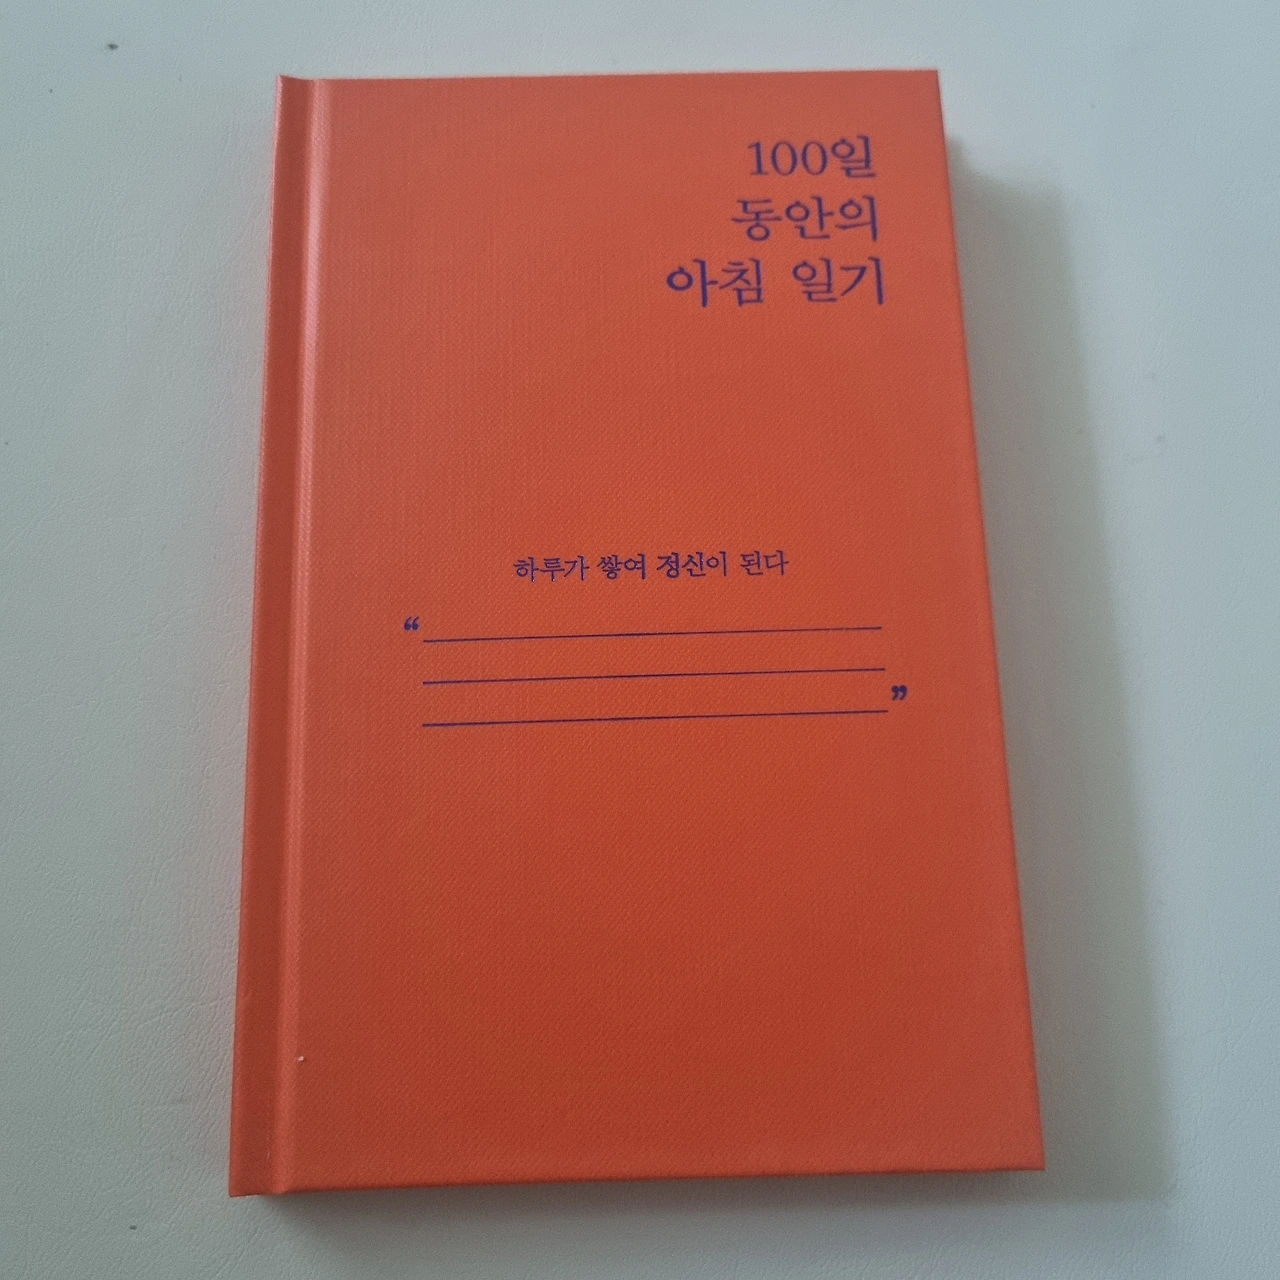 100일
동안의
아침 일기
하루가 쌓여 정신이 된다
“
”